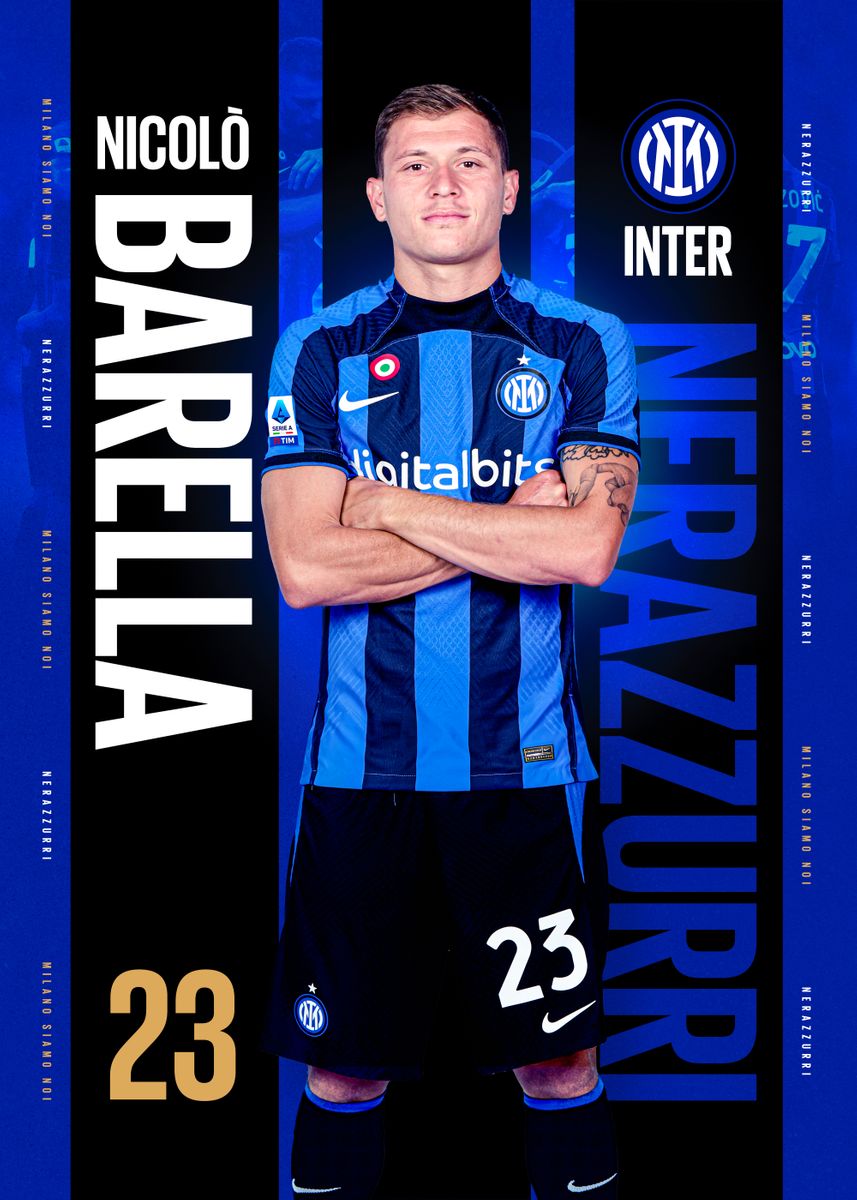 NICOLÒ
BARELLA
23
INTER
NERAZZURRI
MILANO SIAMO NOI
NERAZZURRI
MILANO SIAMO NOI
NERAZZURRI
MILANO SIAMO NOI
NERAZZURRI
MILANO SIAMO NOI
NERAZZURRI
MILANO SIAMO NOI
NERAZZURRI
SERIE A
TIM
digitalbits
23
7